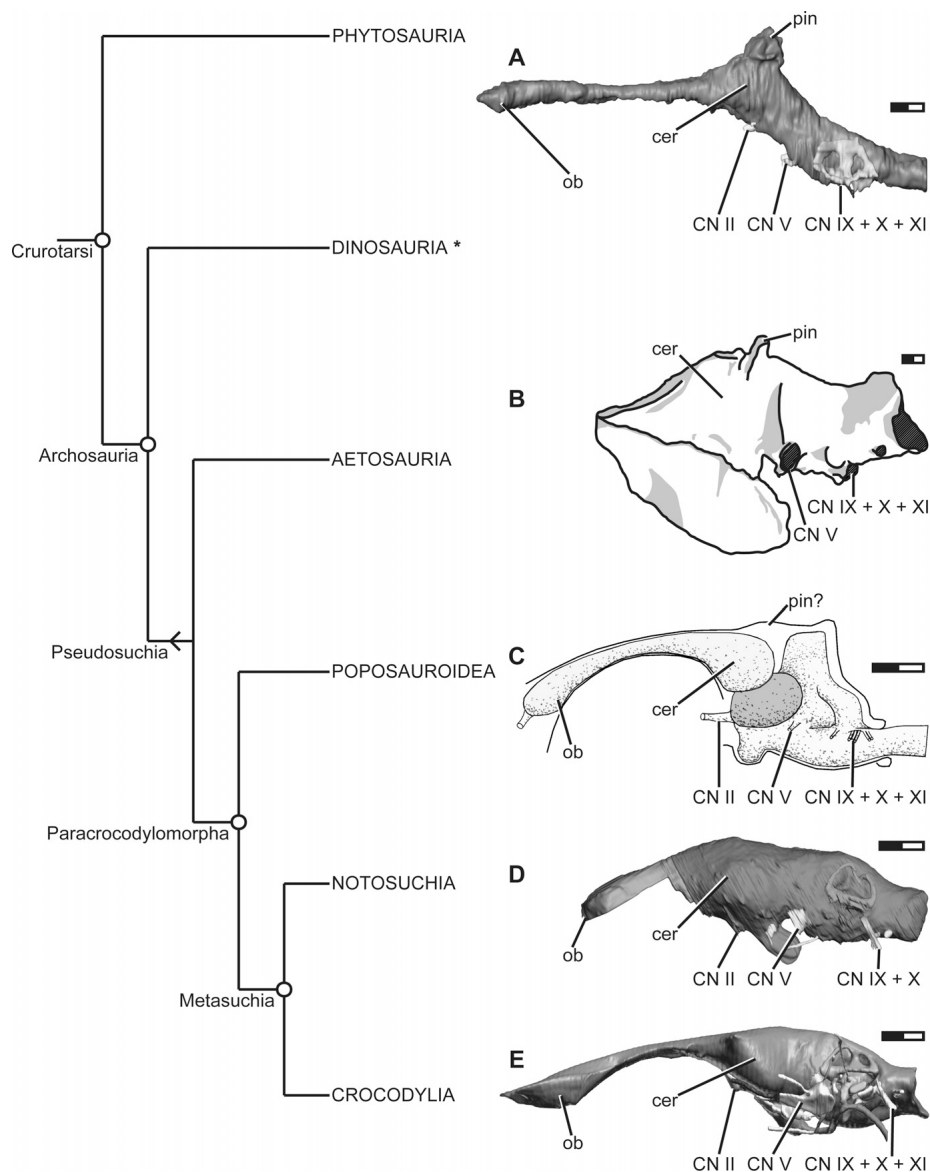 PHYTOSAURIA
Crurotarsi
DINOSAURIA *
Archosauria
AETOSAURIA
Pseudosuchia
POPOSAUROIDEA
Paracrocodylomorpha
NOTOSUCHIA
Metasuchia
CROCODYLIA
A
pin
cer
ob
CN II CN V CN IX + X + XI
B
cer
pin
CN IX + X + XI
CN V
C
pin?
ob
cer
CN II CN V CN IX + X + XI
D
ob
cer
CN II CN V CN IX + X
E
ob
cer
CN II CN V CN IX + X + XI